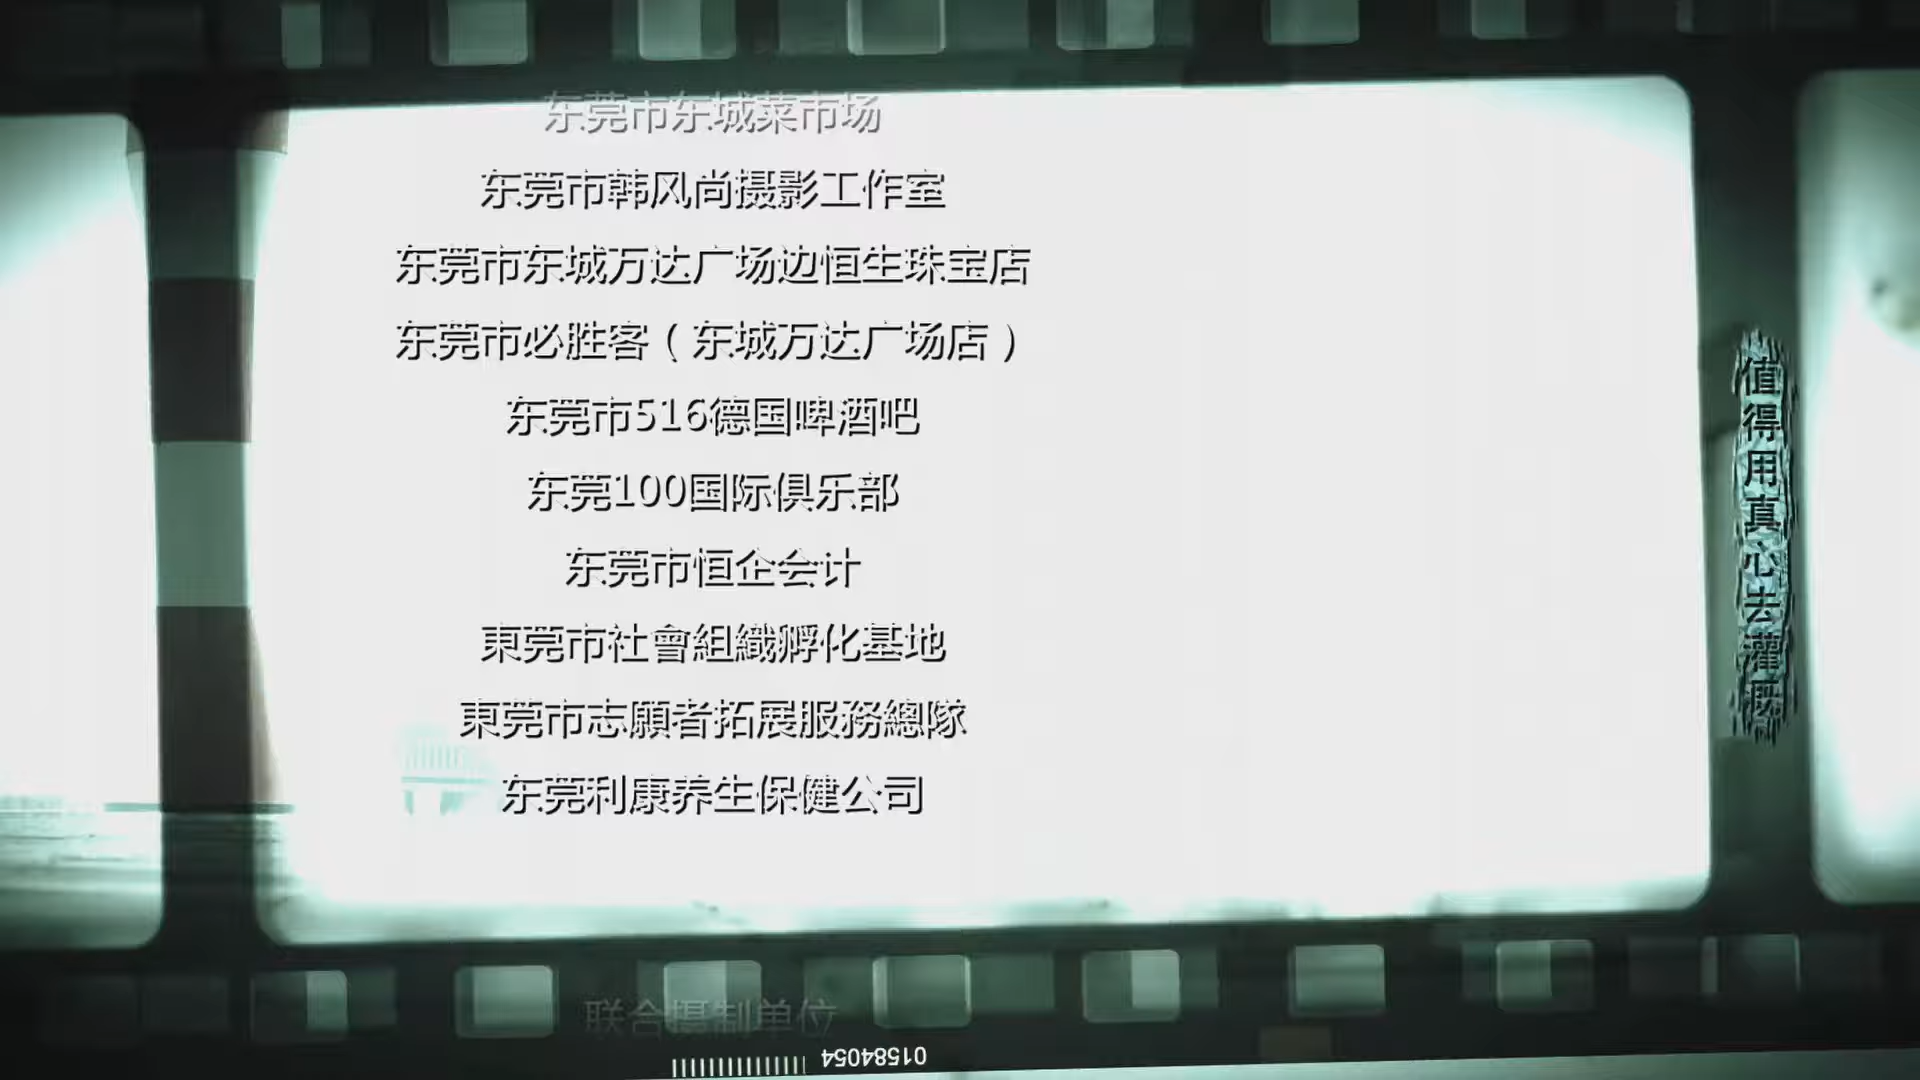 东莞市东城菜市场
东莞市韩风尚摄影工作室
东莞市东城万达广场边恒生珠宝店
东莞市必胜客（东城万达广场店）
东莞市516德国啤酒吧
东莞100国际俱乐部
东莞市恒企会计
東莞市社會組織孵化基地
東莞市志願者拓展服務總隊
东莞利康养生保健公司
联合摄制单位
01584054
值得用真心去灌溉